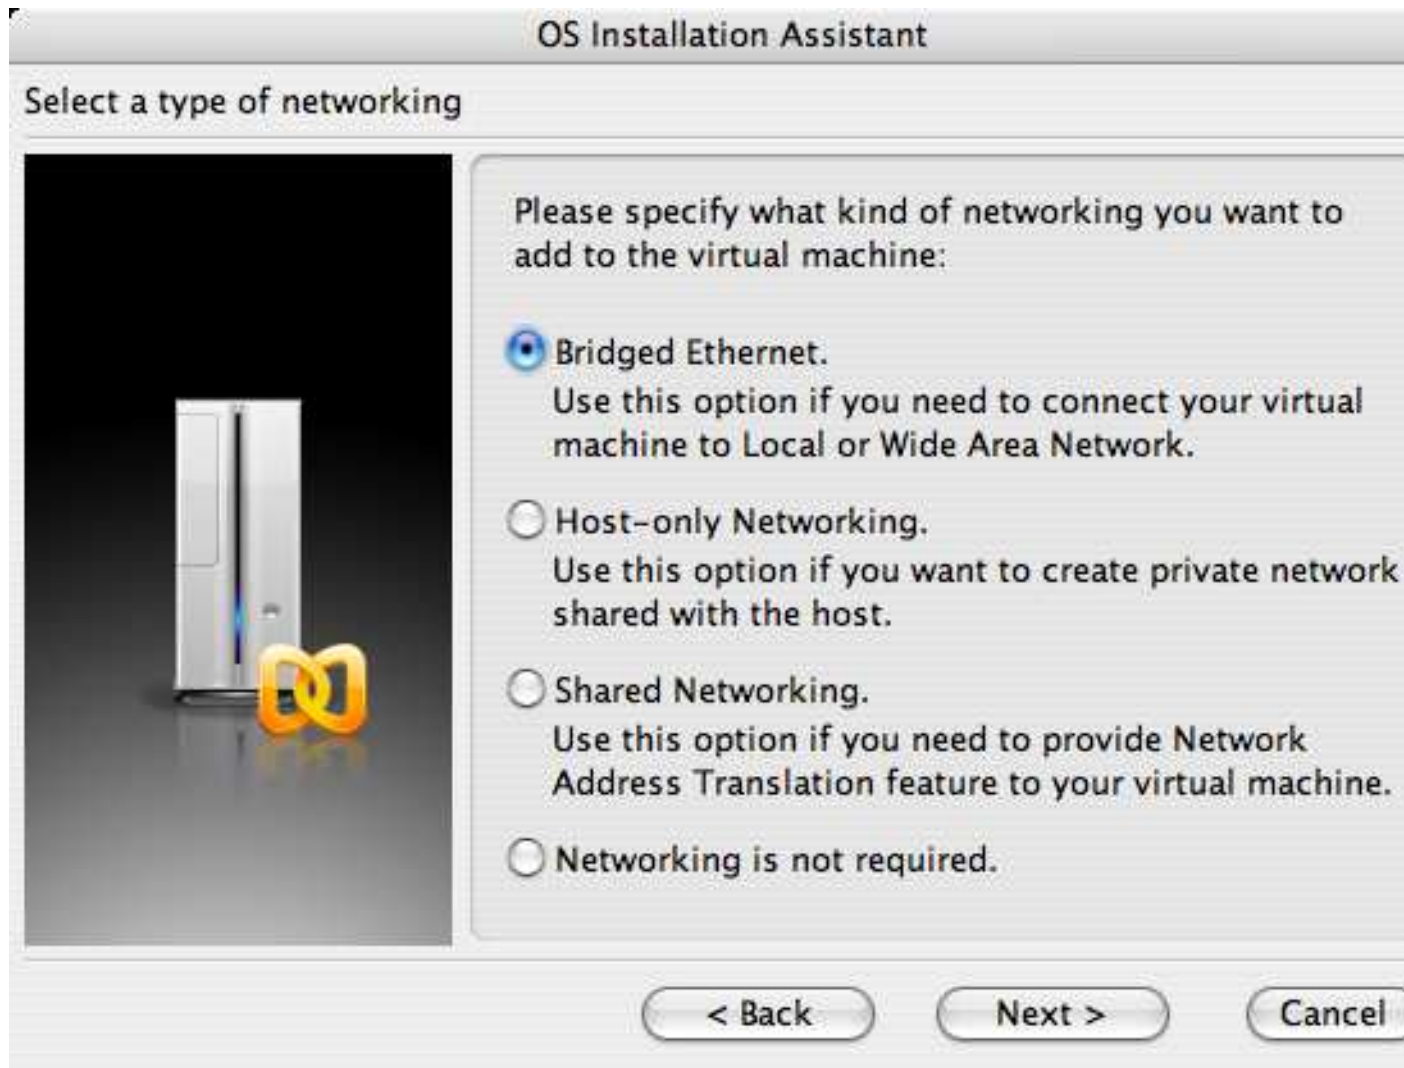 OS Installation Assistant
Select a type of networking
Please specify what kind of networking you want to
add to the virtual machine:
Bridged Ethernet.
Use this option if you need to connect your virtual
machine to Local or Wide Area Network.
Host-only Networking.
Use this option if you want to create private network
shared with the host.
Shared Networking.
Use this option if you need to provide Network
Address Translation feature to your virtual machine.
Networking is not required.
< Back
Next >
Cancel